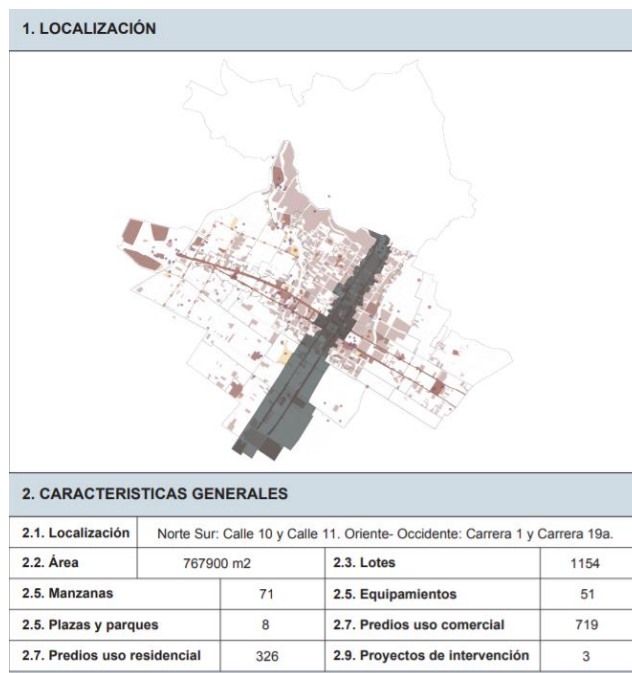 1. LOCALIZACIÓN
2. CARACTERISTICAS GENERALES
2.1. Localización Norte Sur: Calle 10 y Calle 11. Oriente- Occidente: Carrera 1 y Carrera 19a.
2.2. Área 767900 m2 2.3. Lotes 1154
2.5. Manzanas 71 2.5. Equipamientos 51
2.5. Plazas y parques 8 2.7. Predios uso comercial 719
2.7. Predios uso residencial 326 2.9. Proyectos de intervención 3